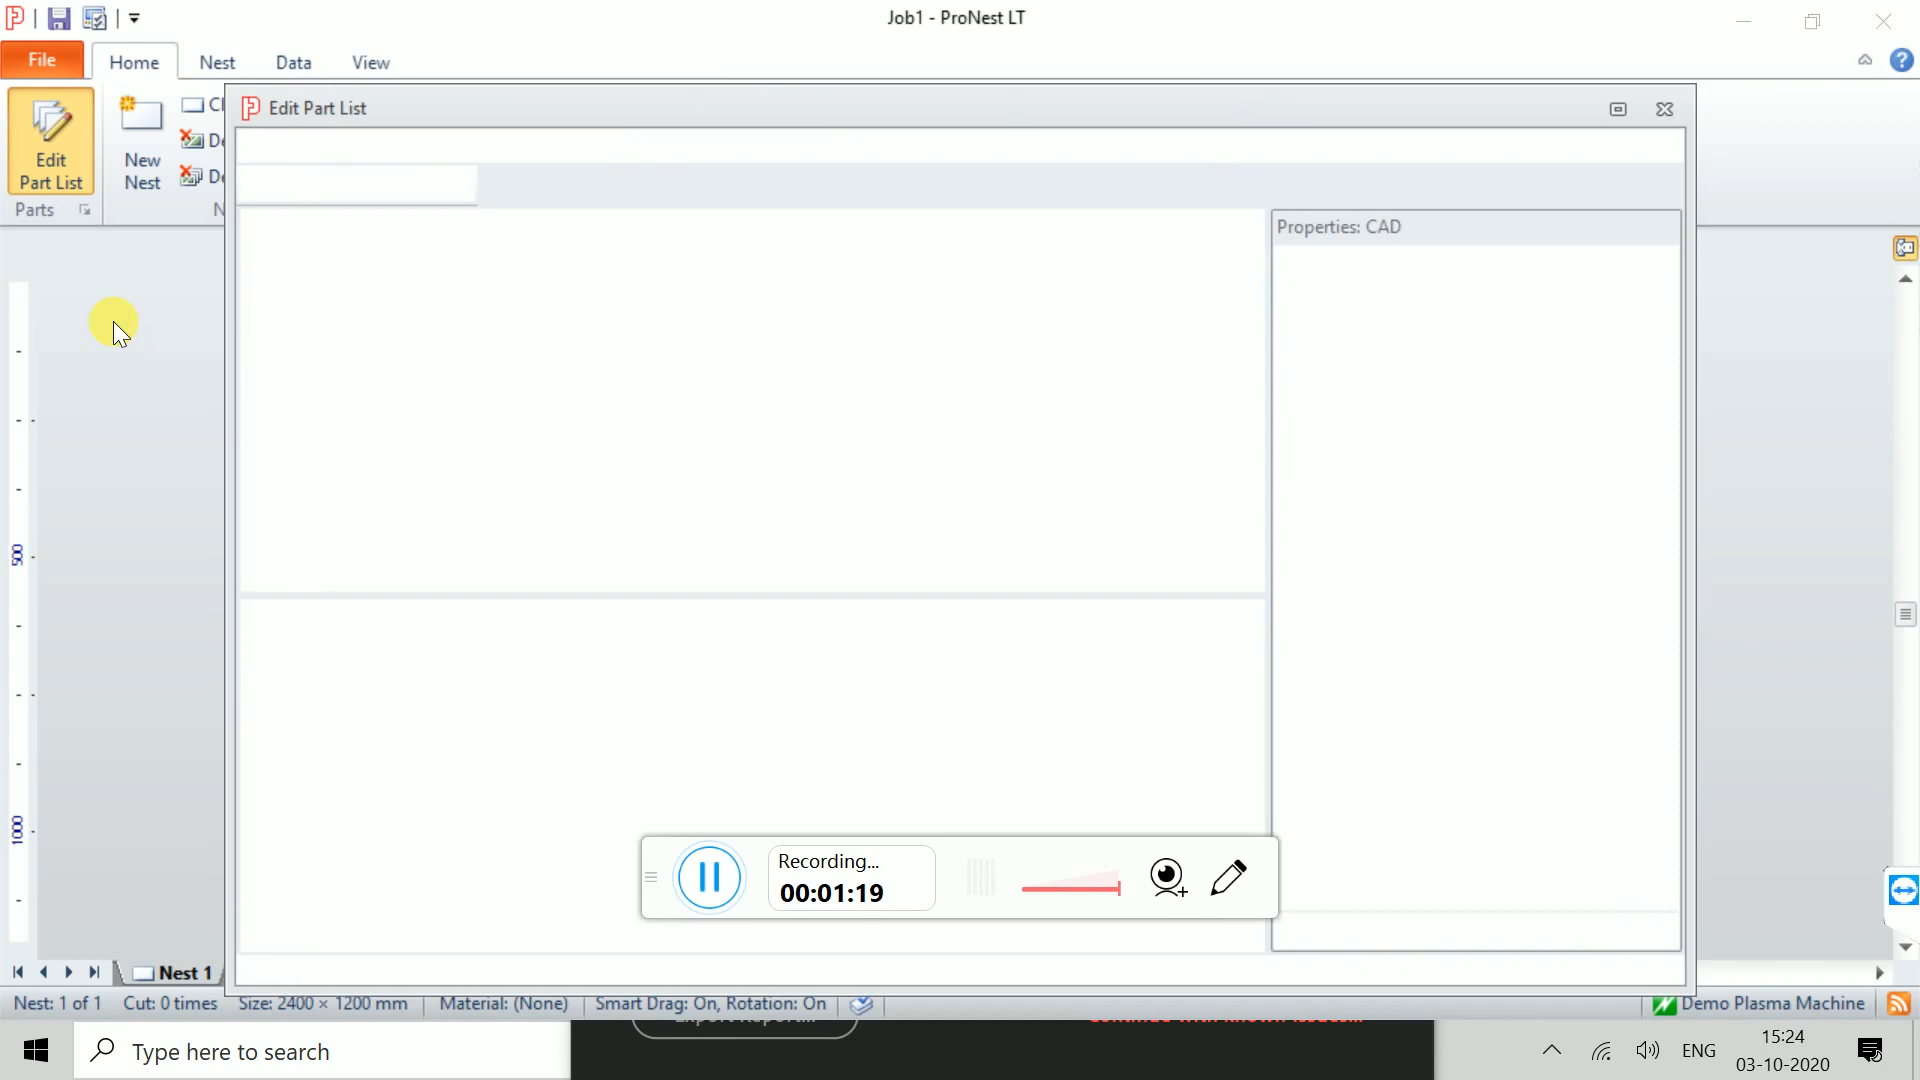 Job1 - ProNest LT
File
Home
Nest
Data
View
Edit
Part List
New
Nest
Parts
Edit Part List
Properties: CAD
500
1000
Recording...
00:01:19
Nest 1
Nest: 1 of 1
Cut: 0 times
Size: 2400 × 1200 mm
Material: (None)
Smart Drag: On, Rotation: On
Demo Plasma Machine
Type here to search
ENG
15:24
03-10-2020